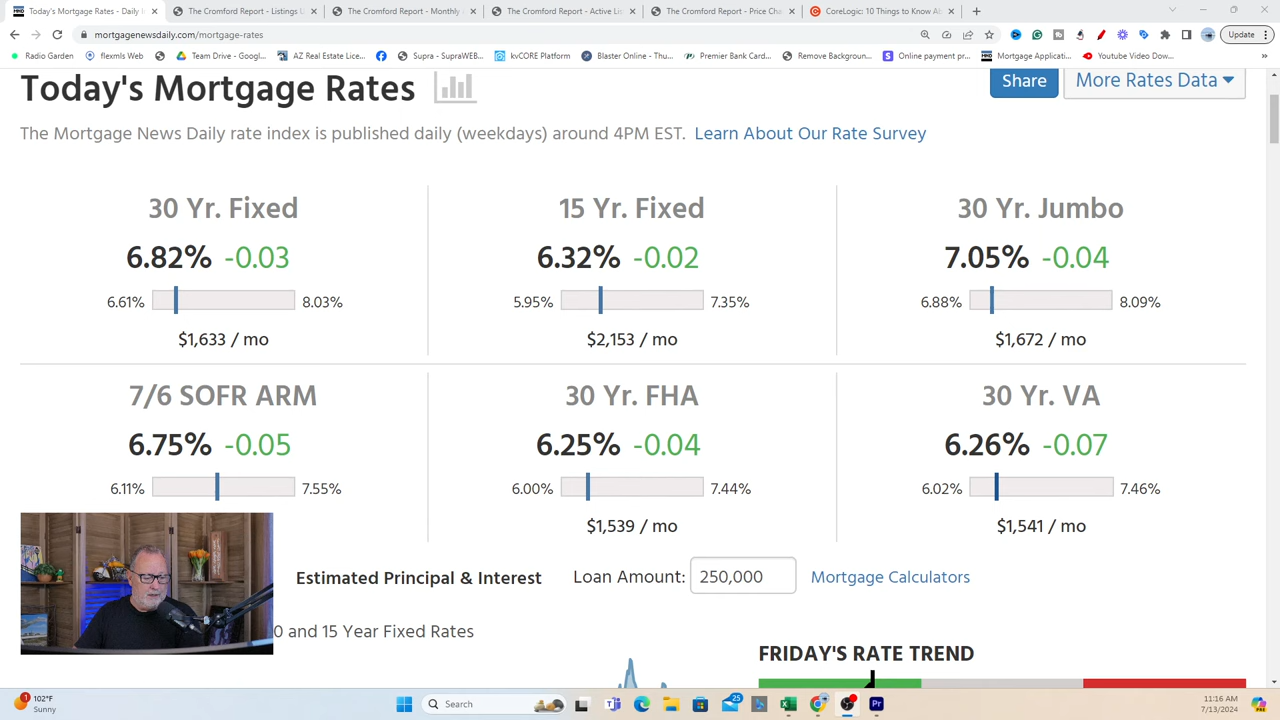 Today's Mortgage Rates - Daily I
The Cromford Report - Listings U
The Cromford Report - Monthly
The Cromford Report - Active Li
The Cromford Report - Price Cha
CoreLogic: 10 Things to Know Ab
mortgagenewsdaily.com/mortgage-rates
Update
Radio Garden
flexmls Web
Team Drive - Googl...
AZ Real Estate Lice...
Supra - SupraWEB...
kvCORE Platform
Blaster Online - Thu...
Premier Bank Card...
Remove Backgroun...
Online payment pr...
Mortgage Applicati...
Youtube Video Dow...
Today's Mortgage Rates
Share
More Rates Data
The Mortgage News Daily rate index is published daily (weekdays) around 4PM EST. Learn About Our Rate Survey
30 Yr. Fixed
6.82% -0.03
6.61% 8.03%
$1,633 / mo
15 Yr. Fixed
6.32% -0.02
5.95% 7.35%
$2,153 / mo
30 Yr. Jumbo
7.05% -0.04
6.88% 8.09%
$1,672 / mo
7/6 SOFR ARM
6.75% -0.05
6.11% 7.55%
30 Yr. FHA
6.25% -0.04
6.00% 7.44%
$1,539 / mo
30 Yr. VA
6.26% -0.07
6.02% 7.46%
$1,541 / mo
Estimated Principal & Interest
Loan Amount: 250,000
Mortgage Calculators
0 and 15 Year Fixed Rates
FRIDAY'S RATE TREND
1
102°F
Sunny
Search
25
11:16 AM
7/13/2024